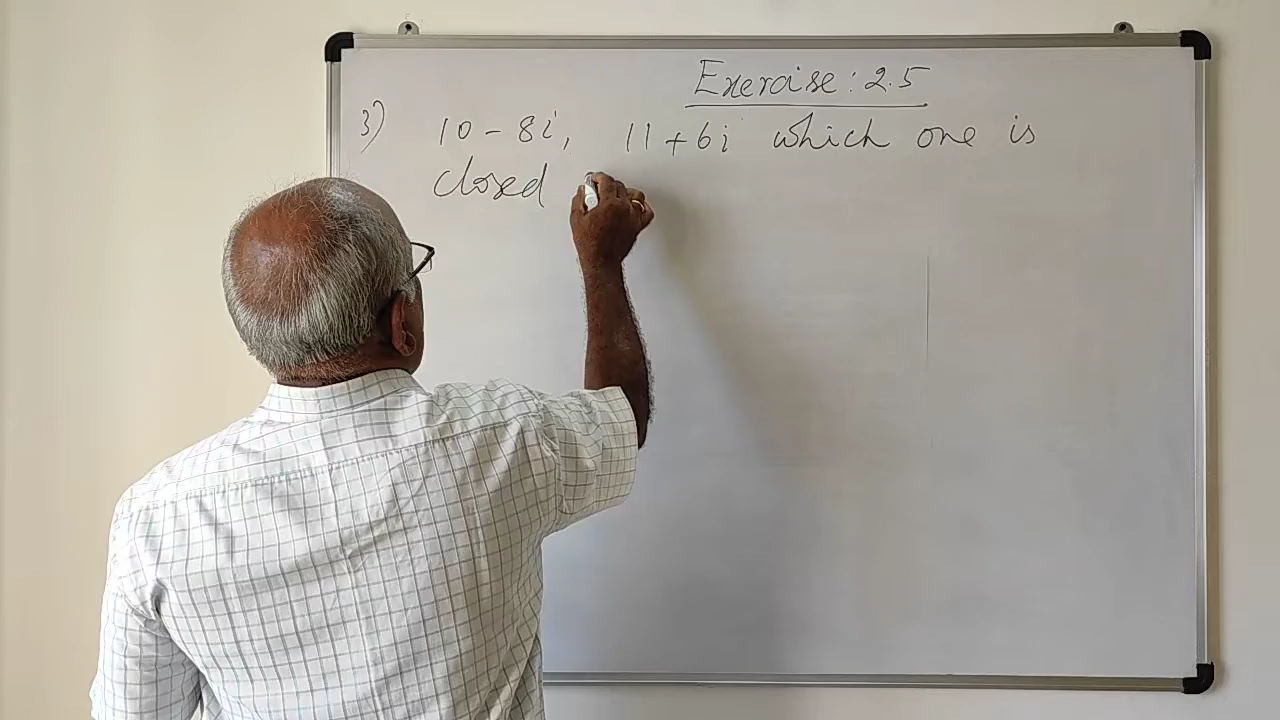 Exercise: 2.5
3) 10 - 8i, 11 + 6i which one is
closed